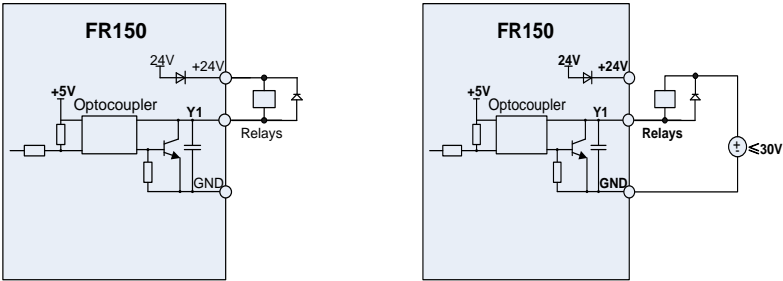 FR150
24V
+24V
+5V
Optocoupler
Y1
Relays
GND
FR150
24V
+24V
+5V
Optocoupler
Y1
Relays
GND
+
-
≤30V